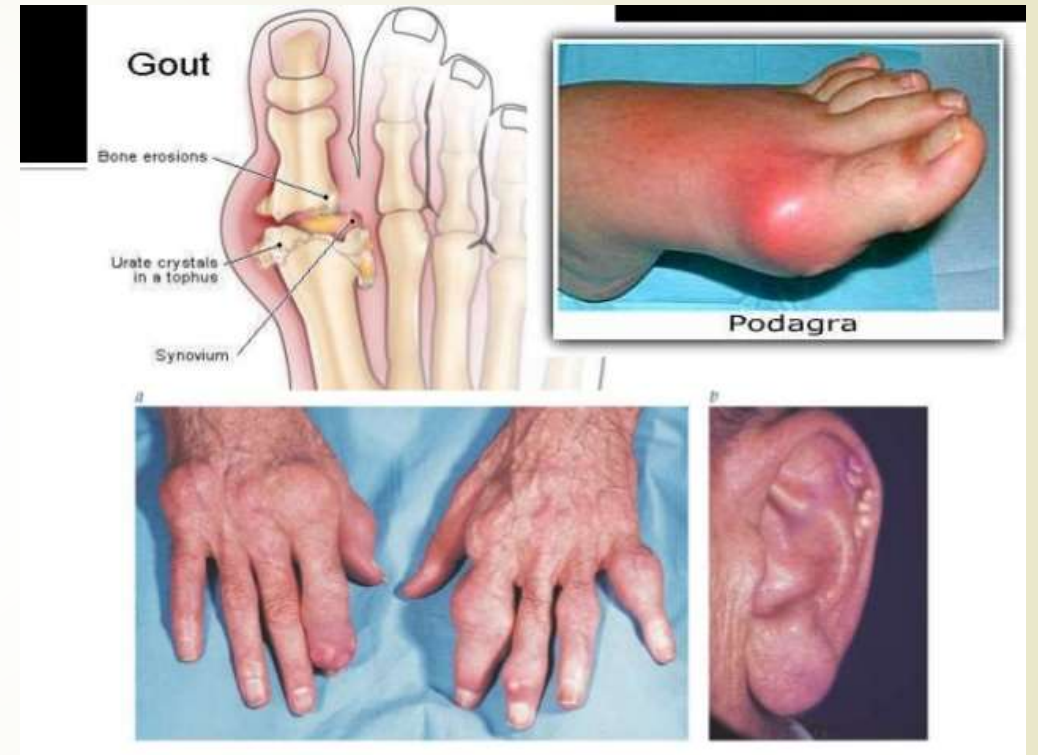 Gout
Bone erosions
Urate crystals
in a tophus
Synovium
Podagra
a
b